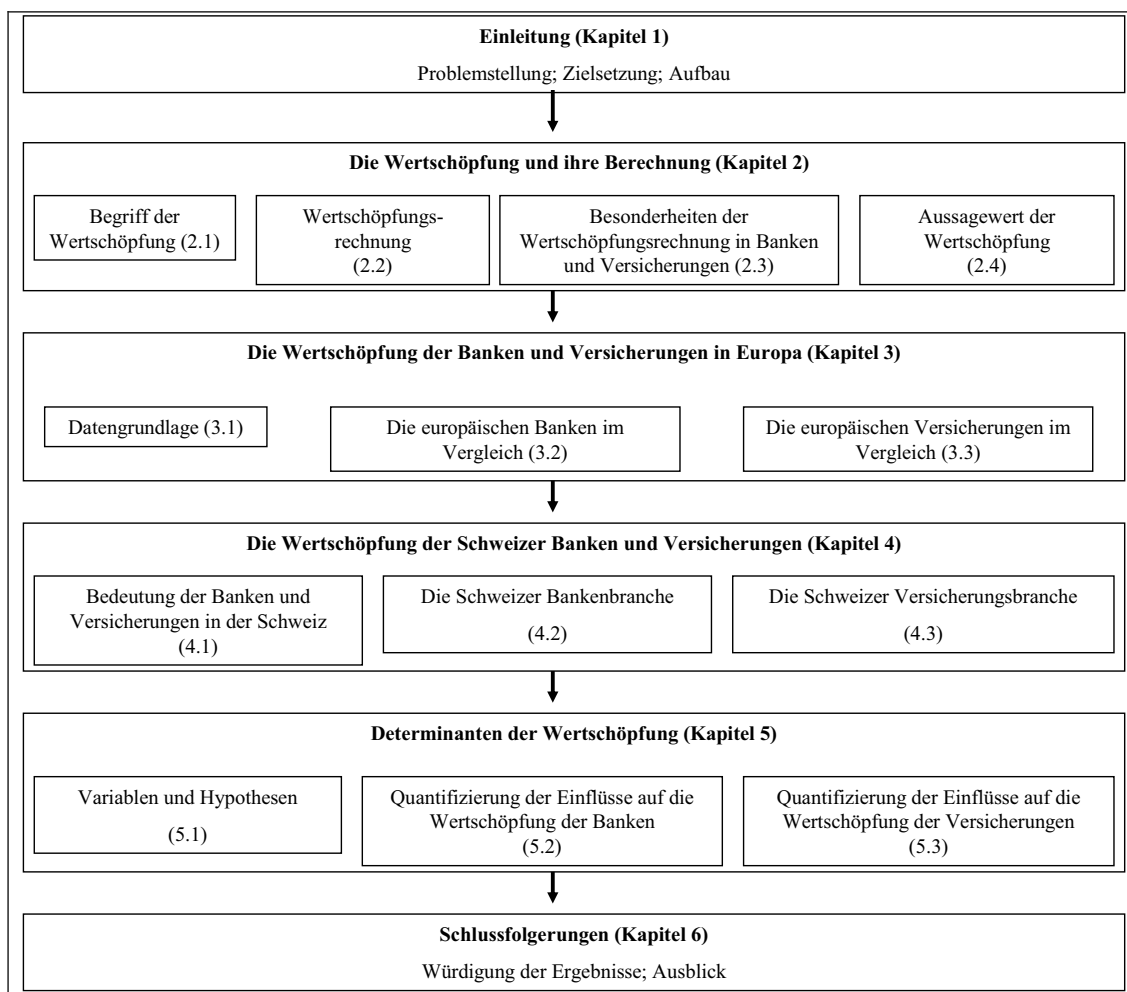 Einleitung (Kapitel 1)
Problemstellung; Zielsetzung; Aufbau
Die Wertschöpfung und ihre Berechnung (Kapitel 2)
Begriff der
Wertschöpfung (2.1)
Wertschöpfungs-
rechnung
(2.2)
Besonderheiten der
Wertschöpfungsrechnung in Banken
und Versicherungen (2.3)
Aussagewert der
Wertschöpfung
(2.4)
Die Wertschöpfung der Banken und Versicherungen in Europa (Kapitel 3)
Datengrundlage (3.1)
Die europäischen Banken im
Vergleich (3.2)
Die europäischen Versicherungen im
Vergleich (3.3)
Die Wertschöpfung der Schweizer Banken und Versicherungen (Kapitel 4)
Bedeutung der Banken und
Versicherungen in der Schweiz
(4.1)
Die Schweizer Bankenbranche
(4.2)
Die Schweizer Versicherungsbranche
(4.3)
Determinanten der Wertschöpfung (Kapitel 5)
Variablen und Hypothesen
(5.1)
Quantifizierung der Einflüsse auf die
Wertschöpfung der Banken
(5.2)
Quantifizierung der Einflüsse auf die
Wertschöpfung der Versicherungen
(5.3)
Schlussfolgerungen (Kapitel 6)
Würdigung der Ergebnisse; Ausblick